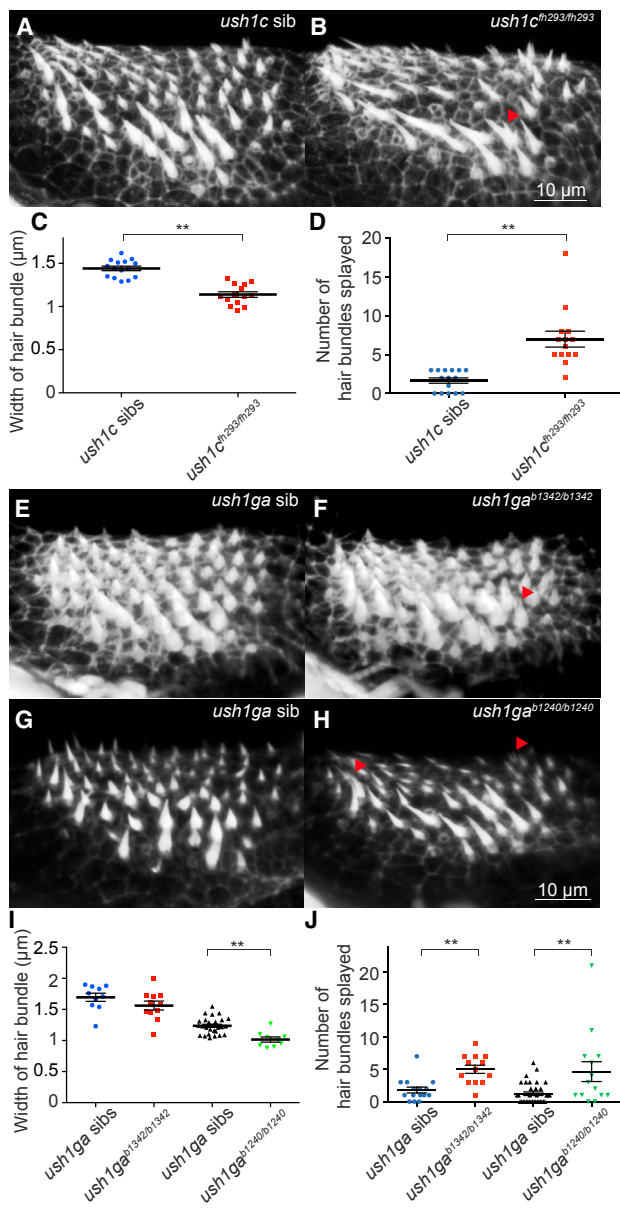 A
ush1c sib
B
ush1c^fh293/fh293
10 µm
C
**
Width of hair bundle (µm)
1.5
1
0.5
0
ush1c sibs
ush1c^fh293/fh293
D
**
Number of
hair bundles splayed
20
15
10
5
0
ush1c sibs
ush1c^fh293/fh293
E
ush1ga sib
F
ush1ga^b1342/b1342
G
ush1ga sib
H
ush1ga^b1240/b1240
10 µm
I
**
Width of hair bundle (µm)
2.5
2
1.5
1
0.5
0
ush1ga sibs
ush1ga^b1342/b1342
ush1ga sibs
ush1ga^b1240/b1240
J
**
**
Number of
hair bundles splayed
20
15
10
5
0
ush1ga sibs
ush1ga^b1342/b1342
ush1ga sibs
ush1ga^b1240/b1240